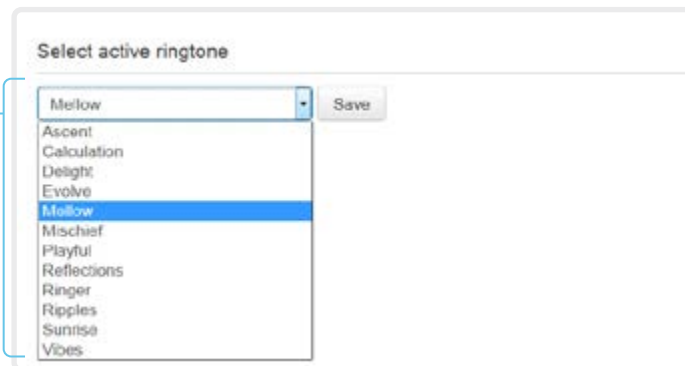 Select active ringtone
Mellow Save
Ascent
Calculation
Delight
Evolve
Mellow
Mischief
Playful
Reflections
Ringer
Ripples
Sunrise
Vibes